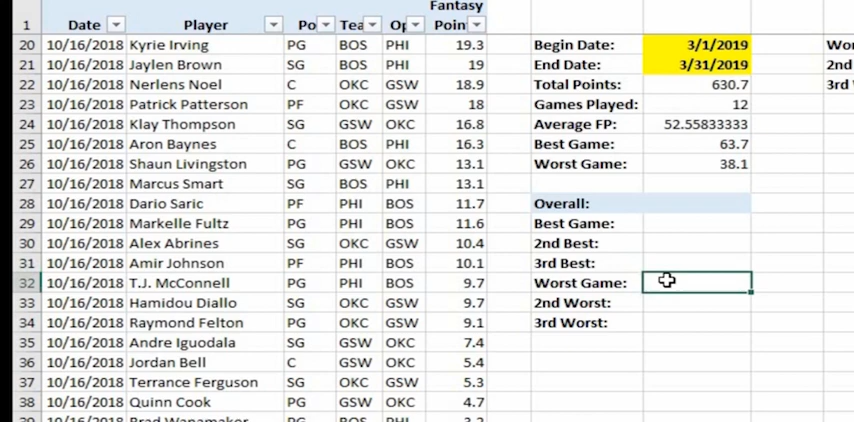 Fantasy
1 Date Player Po Tea Op Poin
20 10/16/2018 Kyrie Irving PG BOS PHI 19.3 Begin Date: 3/1/2019 Wor
21 10/16/2018 Jaylen Brown SG BOS PHI 19 End Date: 3/31/2019 2nd
22 10/16/2018 Nerlens Noel C OKC GSW 18.9 Total Points: 630.7 3rd
23 10/16/2018 Patrick Patterson PF OKC GSW 18 Games Played: 12
24 10/16/2018 Klay Thompson SG GSW OKC 16.8 Average FP: 52.55833333
25 10/16/2018 Aron Baynes C BOS PHI 16.3 Best Game: 63.7
26 10/16/2018 Shaun Livingston PG GSW OKC 13.1 Worst Game: 38.1
27 10/16/2018 Marcus Smart SG BOS PHI 13.1
28 10/16/2018 Dario Saric PF PHI BOS 11.7 Overall:
29 10/16/2018 Markelle Fultz PG PHI BOS 11.6 Best Game:
30 10/16/2018 Alex Abrines SG OKC GSW 10.4 2nd Best:
31 10/16/2018 Amir Johnson PF PHI BOS 10.1 3rd Best:
32 10/16/2018 T.J. McConnell PG PHI BOS 9.7 Worst Game:
33 10/16/2018 Hamidou Diallo SG OKC GSW 9.7 2nd Worst:
34 10/16/2018 Raymond Felton PG OKC GSW 9.1 3rd Worst:
35 10/16/2018 Andre Iguodala SG GSW OKC 7.4
36 10/16/2018 Jordan Bell C GSW OKC 5.4
37 10/16/2018 Terrance Ferguson SG OKC GSW 5.3
38 10/16/2018 Quinn Cook PG GSW OKC 4.7
39 10/16/2018 Brad Wanamaker PG BOS PHI 3.2